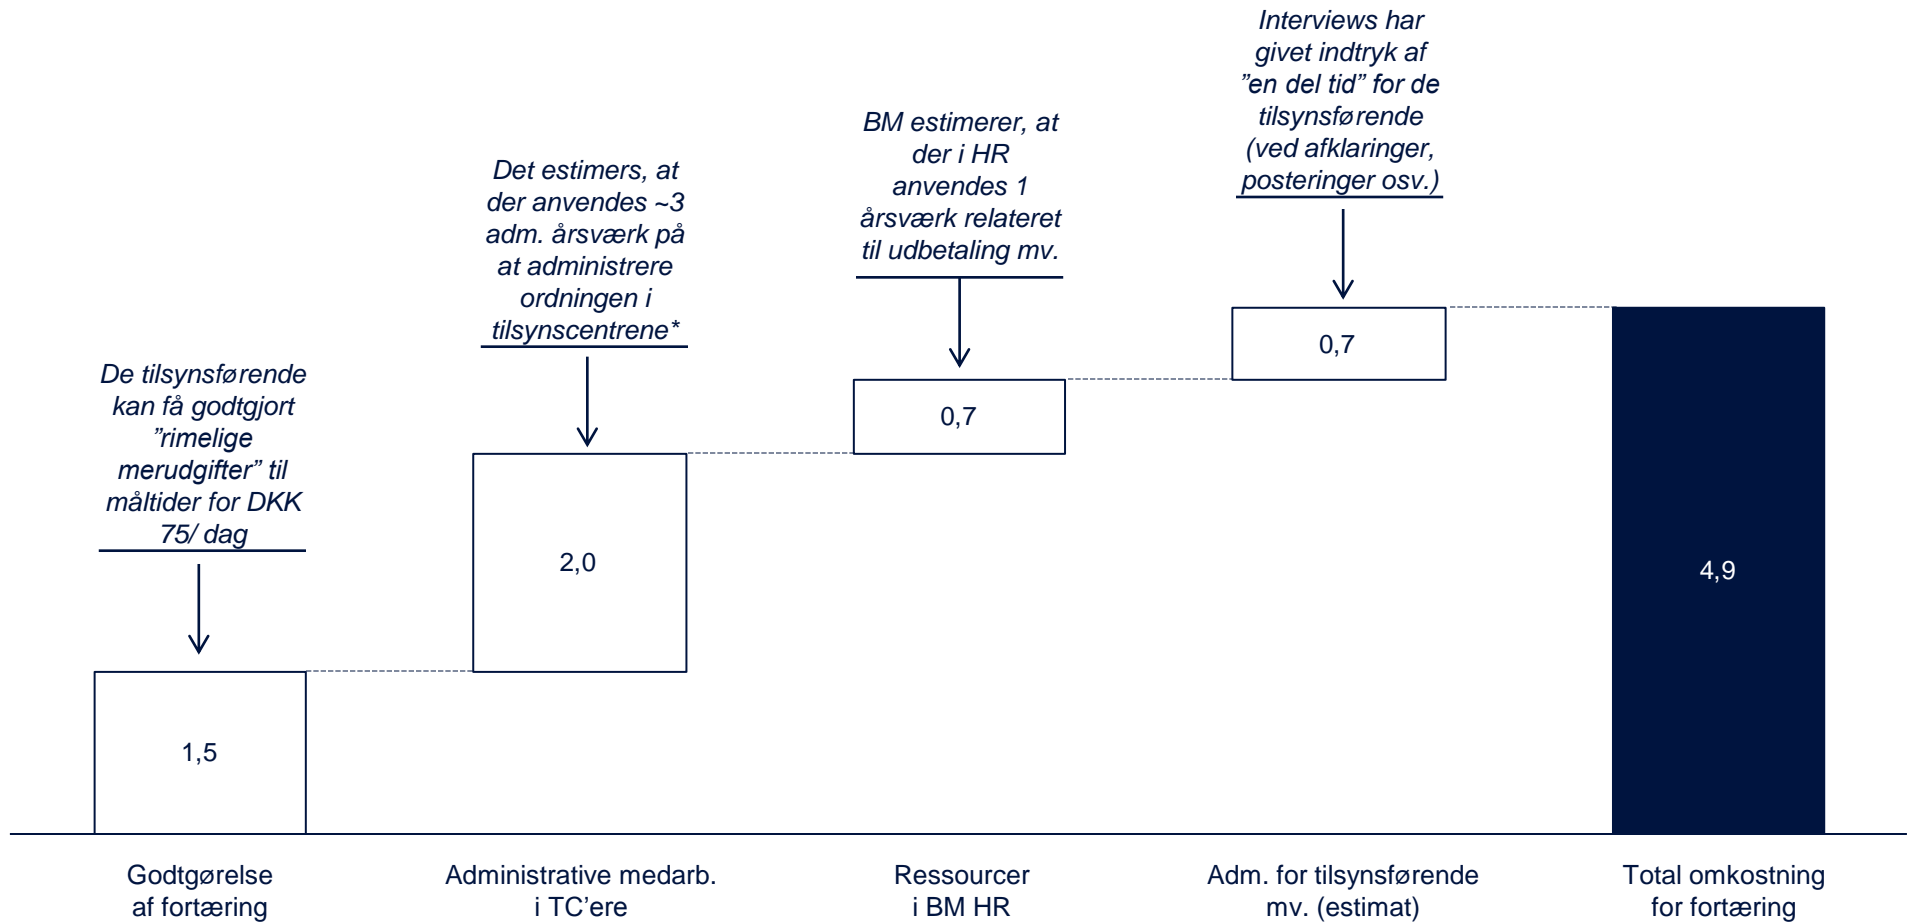 De tilsynsførende
kan få godtgjort
”rimelige
merudgifter” til
måltider for DKK
75/ dag
Det estimers, at
der anvendes ~3
adm. årsværk på
at administrere
ordningen i
tilsynscentrene*
BM estimerer, at
der i HR
anvendes 1
årsværk relateret
til udbetaling mv.
Interviews har
givet indtryk af
”en del tid” for de
tilsynsførende
(ved afklaringer,
posteringer osv.)
1,5
2,0
0,7
0,7
4,9
Godtgørelse
af fortæring
Administrative medarb.
i TC’ere
Ressourcer
i BM HR
Adm. for tilsynsførende
mv. (estimat)
Total omkostning
for fortæring